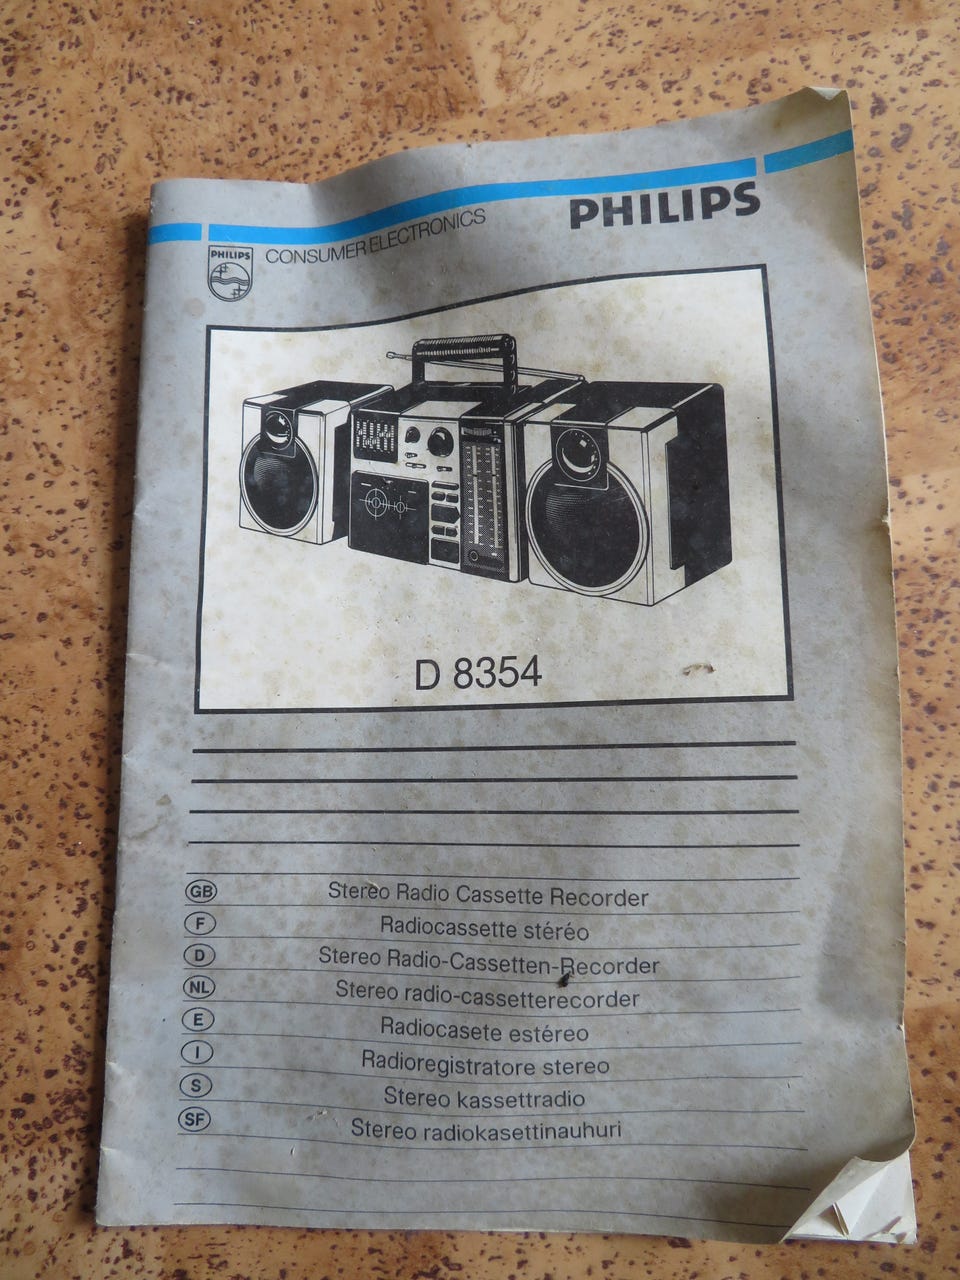 PHILIPS
PHILIPS
CONSUMER ELECTRONICS
D 8354
GB Stereo Radio Cassette Recorder
F Radiocassette stéréo
D Stereo Radio-Cassetten-Recorder
NL Stereo radio-cassetterecorder
E Radiocasete estéreo
I Radioregistratore stereo
S Stereo kassettradio
SF Stereo radiokasettinauhuri